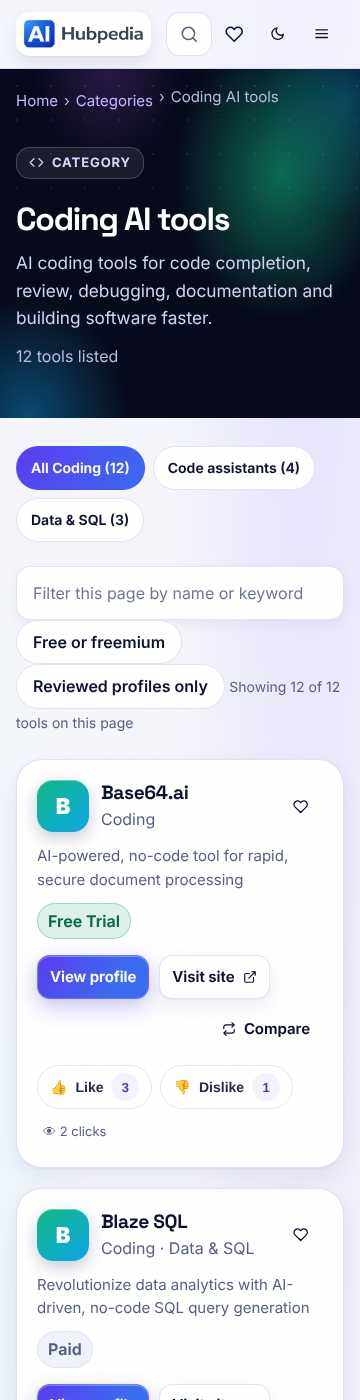 AI Hubpedia
Home › Categories › Coding AI tools
CATEGORY
Coding AI tools
AI coding tools for code completion,
review, debugging, documentation and
building software faster.
12 tools listed
All Coding (12)
Code assistants (4)
Data & SQL (3)
Filter this page by name or keyword
Free or freemium
Reviewed profiles only
Showing 12 of 12
tools on this page
B
Base64.ai
Coding
AI-powered, no-code tool for rapid,
secure document processing
Free Trial
View profile
Visit site
Compare
👍 Like 3
👎 Dislike 1
👁 2 clicks
B
Blaze SQL
Coding · Data & SQL
Revolutionize data analytics with AI-
driven, no-code SQL query generation
Paid